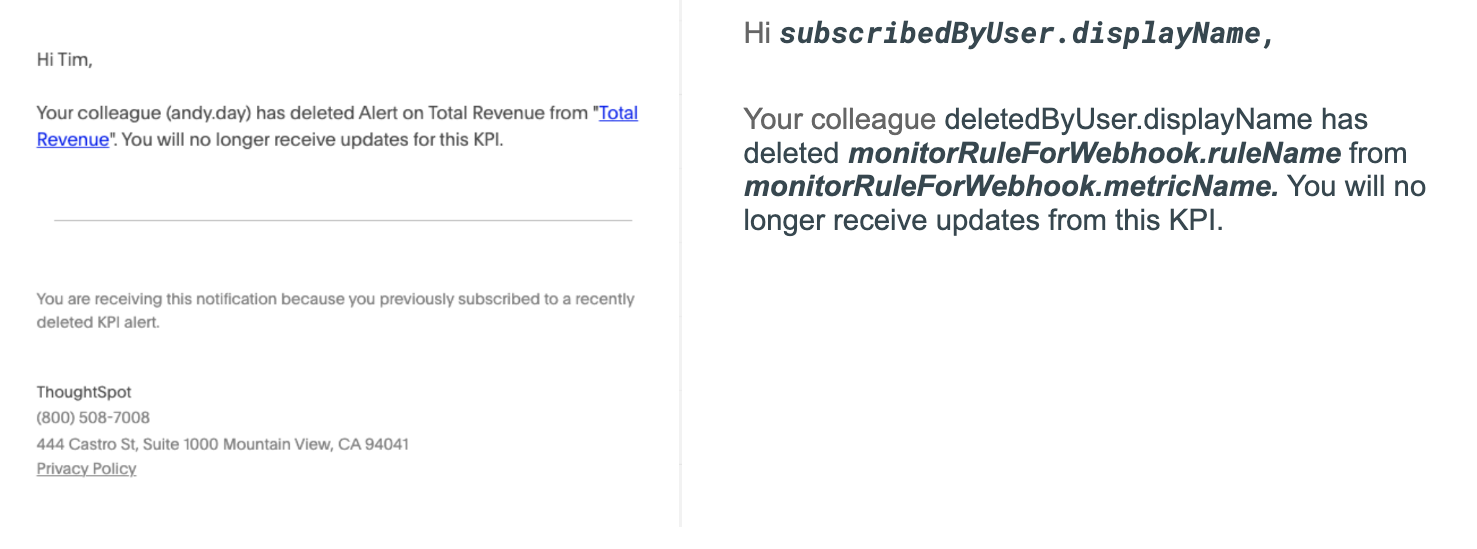 Hi Tim,
Your colleague (andy.day) has deleted Alert on Total Revenue from "Total
Revenue". You will no longer receive updates for this KPI.
You are receiving this notification because you previously subscribed to a recently
deleted KPI alert.
ThoughtSpot
(800) 508-7008
444 Castro St, Suite 1000 Mountain View, CA 94041
Privacy Policy
Hi subscribedByUser.displayName,
Your colleague deletedByUser.displayName has
deleted monitorRuleForWebhook.ruleName from
monitorRuleForWebhook.metricName. You will no
longer receive updates from this KPI.